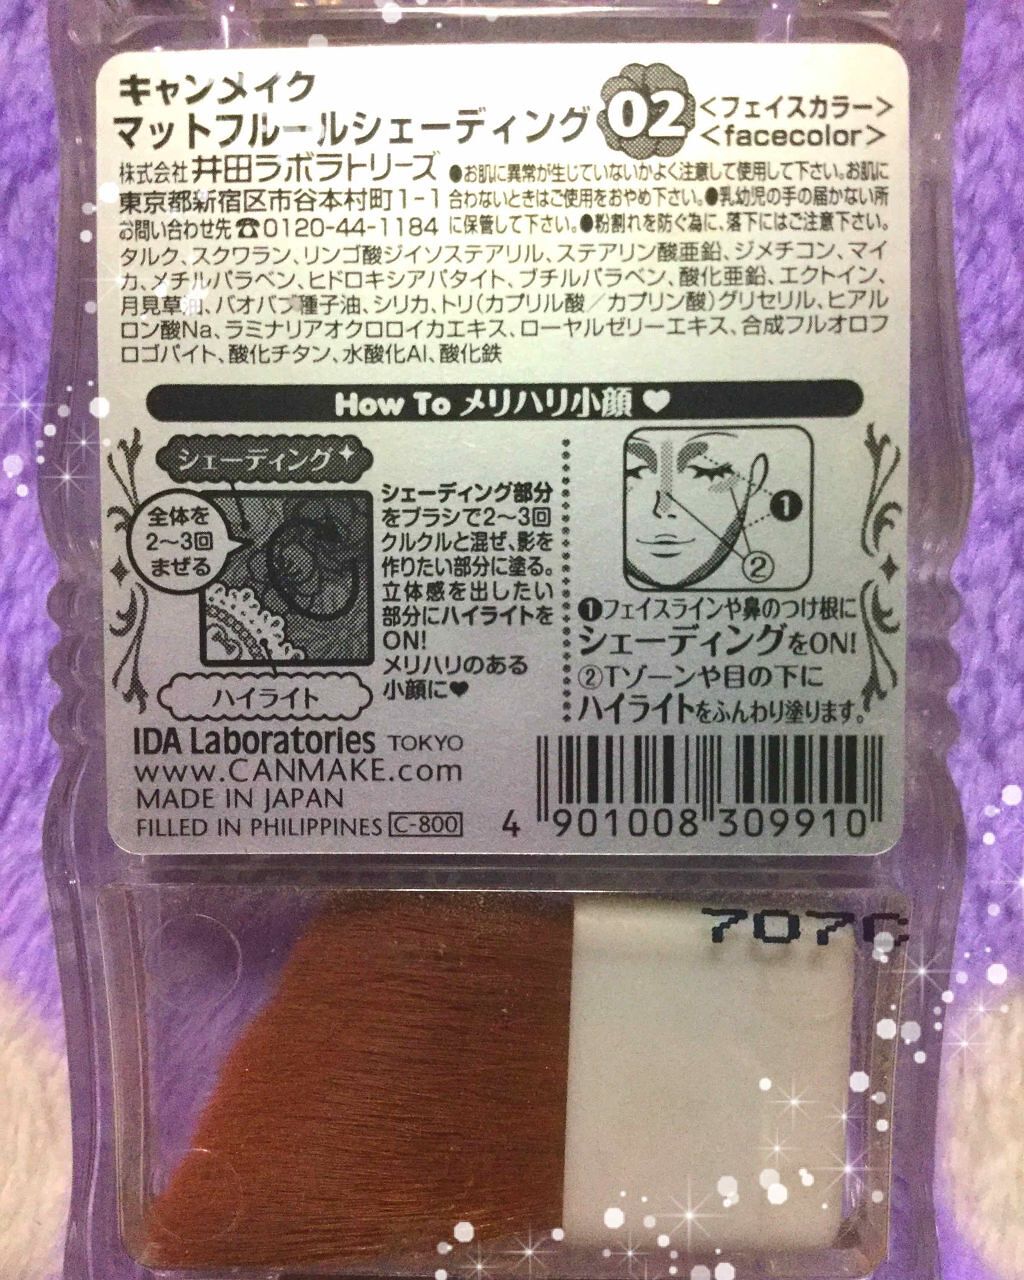 キャンメイク
マットフルールシェーディング 02 <フェイスカラー>
<facecolor>
株式会社 井田ラボラトリーズ
東京都新宿区市谷本村町1-1
お問い合わせ先☎0120-44-1184
●お肌に異常が生じていないかよく注意して使用して下さい。お肌に
合わないときはご使用をおやめ下さい。●乳幼児の手の届かない所
に保管して下さい。●粉割れを防ぐ為に、落下にはご注意下さい。
タルク、スクワラン、リンゴ酸ジイソステアリル、ステアリン酸亜鉛、ジメチコン、マイ
カ、メチルパラベン、ヒドロキシアパタイト、ブチルパラベン、酸化亜鉛、エクトイン、
月見草油、バオバブ種子油、シリカ、トリ(カプリル酸／カプリン酸)グリセリル、ヒアル
ロン酸Na、ラミナリアオクロロイカエキス、ローヤルゼリーエキス、合成フルオロフ
ロゴパイト、酸化チタン、水酸化Al、酸化鉄
How To メリハリ小顔♥
シェーディング
全体を
2～3回
まぜる
ハイライト
シェーディング部分
をブラシで2～3回
クルクルと混ぜ、影を
作りたい部分に塗る。
立体感を出したい
部分にハイライトを
ON!
メリハリのある
小顔に♥
❶
②
❶フェイスラインや鼻のつけ根に
シェーディングをON!
②Tゾーンや目の下に
ハイライトをふんわり塗ります。
IDA Laboratories TOKYO
www.CANMAKE.com
MADE IN JAPAN
FILLED IN PHILIPPINES C-800
4 901008 309910